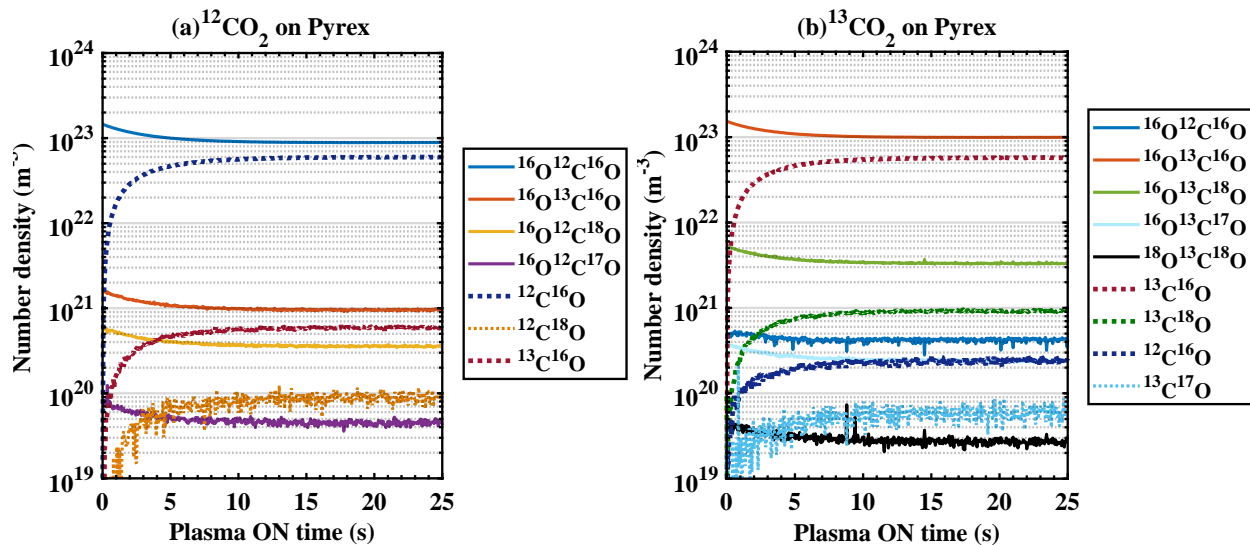 (a)¹²CO₂ on Pyrex
10²⁴
10²³
10²²
10²¹
10²⁰
10¹⁹
Number density (m⁻³)
0 5 10 15 20 25
Plasma ON time (s)
¹⁶O¹²C¹⁶O
¹⁶O¹³C¹⁶O
¹⁶O¹²C¹⁸O
¹⁶O¹²C¹⁷O
¹²C¹⁶O
¹²C¹⁸O
¹³C¹⁶O
(b)¹³CO₂ on Pyrex
10²⁴
10²³
10²²
10²¹
10²⁰
10¹⁹
Number density (m⁻³)
0 5 10 15 20 25
Plasma ON time (s)
¹⁶O¹²C¹⁶O
¹⁶O¹³C¹⁶O
¹⁶O¹³C¹⁸O
¹⁶O¹³C¹⁷O
¹⁸O¹³C¹⁸O
¹³C¹⁶O
¹³C¹⁸O
¹²C¹⁶O
¹³C¹⁷O